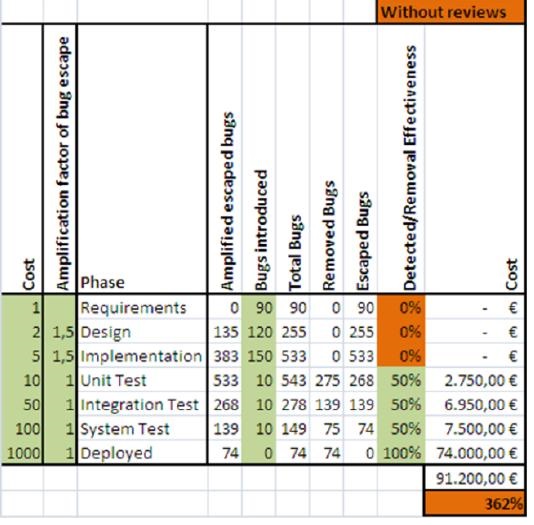 Without reviews
Cost
Amplification factor of bug escape
Phase
Amplified escaped bugs
Bugs introduced
Total Bugs
Removed Bugs
Escaped Bugs
Detected/Removal Effectiveness
Cost
1 Requirements 0 90 90 0 90 0% - €
2 1,5 Design 135 120 255 0 255 0% - €
5 1,5 Implementation 383 150 533 0 533 0% - €
10 1 Unit Test 533 10 543 275 268 50% 2.750,00 €
50 1 Integration Test 268 10 278 139 139 50% 6.950,00 €
100 1 System Test 139 10 149 75 74 50% 7.500,00 €
1000 1 Deployed 74 0 74 74 0 100% 74.000,00 €
91.200,00 €
362%